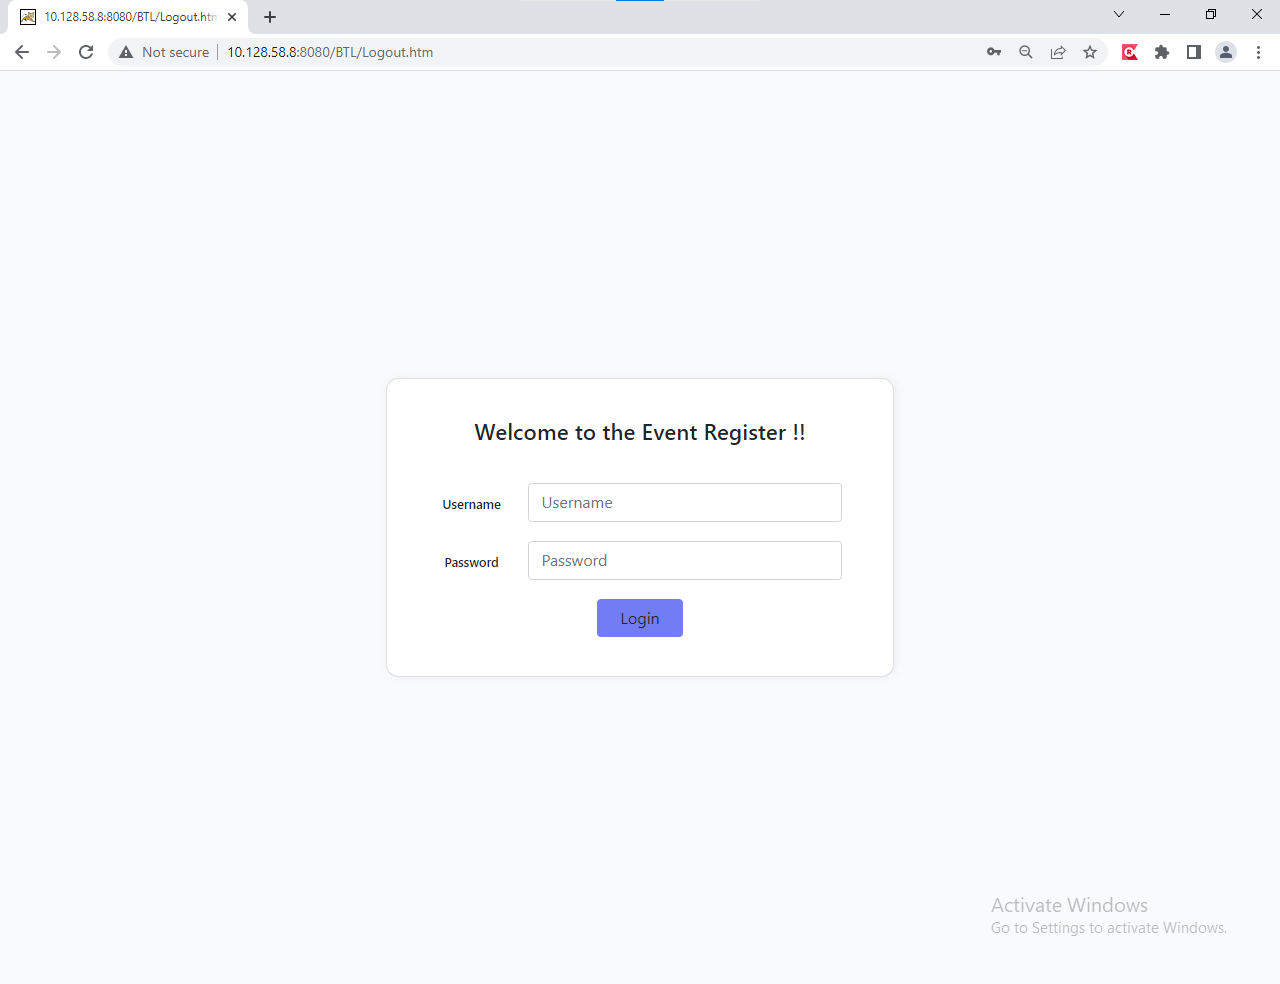 10.128.58.8:8080/BTL/Logout.htm
Not secure
10.128.58.8:8080/BTL/Logout.htm
Welcome to the Event Register !!
Username
Username
Password
Password
Login
Activate Windows
Go to Settings to activate Windows.